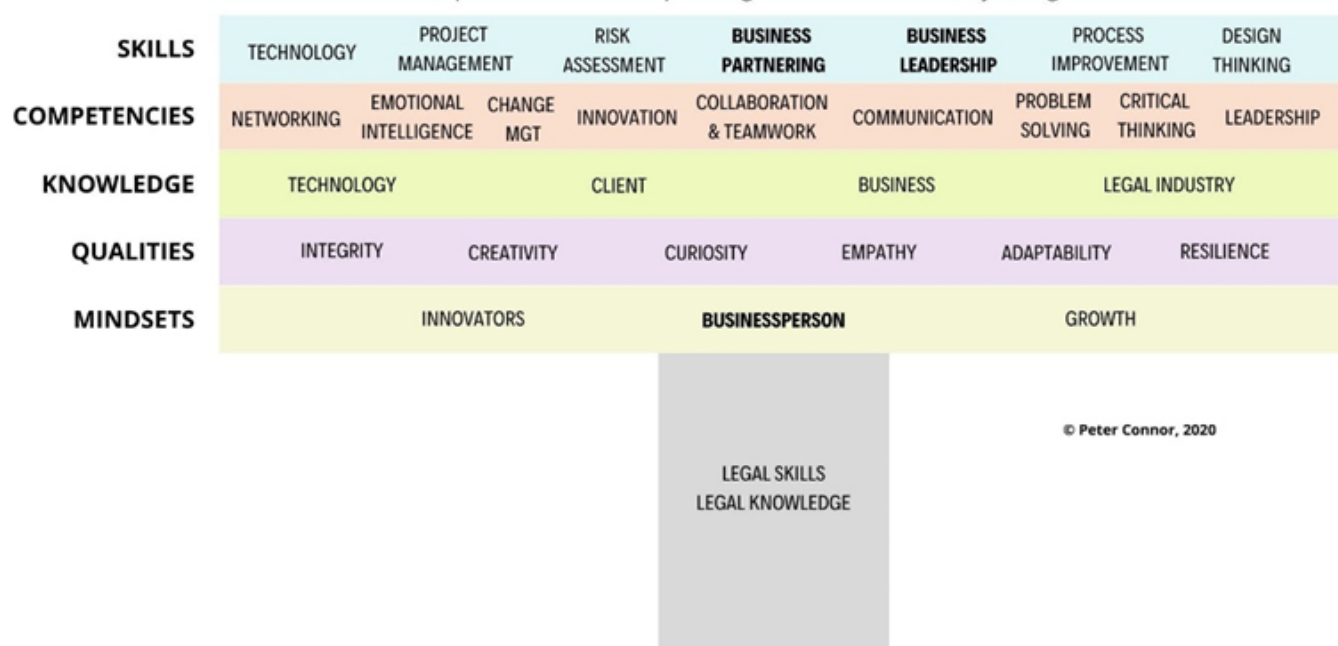 SKILLS
TECHNOLOGY
PROJECT
MANAGEMENT
RISK
ASSESSMENT
BUSINESS
PARTNERING
BUSINESS
LEADERSHIP
PROCESS
IMPROVEMENT
DESIGN
THINKING
COMPETENCIES
NETWORKING
EMOTIONAL
INTELLIGENCE
CHANGE
MGT
INNOVATION
COLLABORATION
& TEAMWORK
COMMUNICATION
PROBLEM
SOLVING
CRITICAL
THINKING
LEADERSHIP
KNOWLEDGE
TECHNOLOGY
CLIENT
BUSINESS
LEGAL INDUSTRY
QUALITIES
INTEGRITY
CREATIVITY
CURIOSITY
EMPATHY
ADAPTABILITY
RESILIENCE
MINDSETS
INNOVATORS
BUSINESSPERSON
GROWTH
© Peter Connor, 2020
LEGAL SKILLS
LEGAL KNOWLEDGE